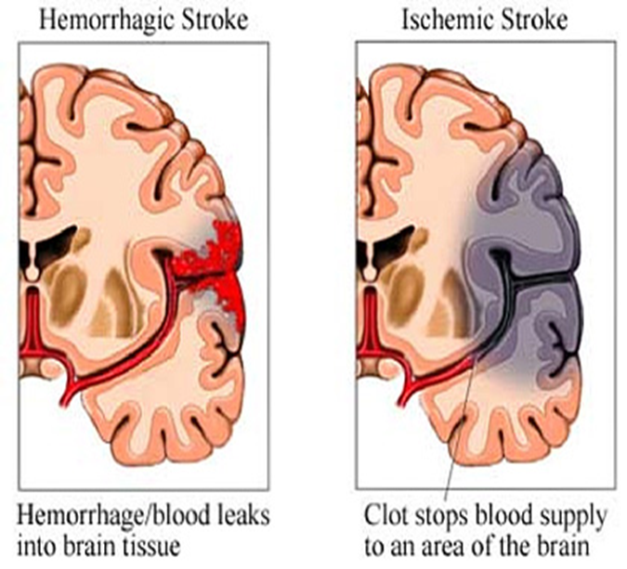 Hemorrhagic Stroke
Hemorrhage/blood leaks
into brain tissue
Ischemic Stroke
Clot stops blood supply
to an area of the brain